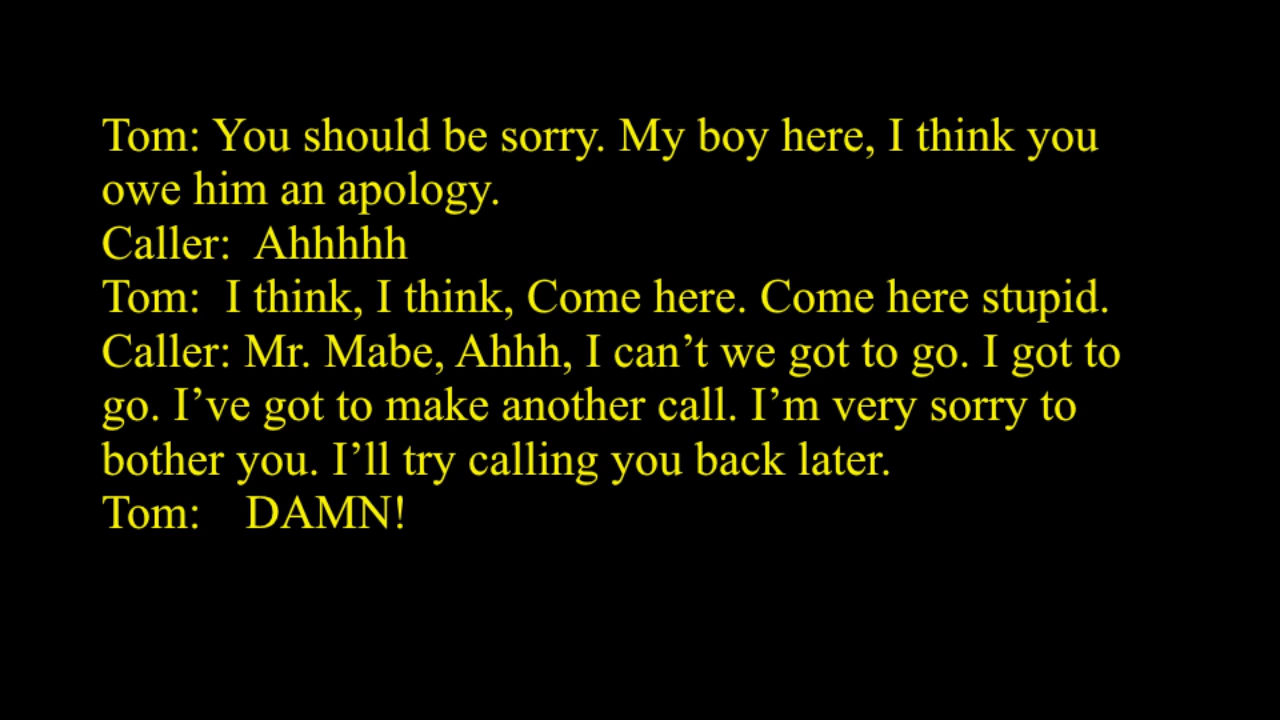 Tom: You should be sorry. My boy here, I think you
owe him an apology.
Caller:  Ahhhhh
Tom:  I think, I think, Come here. Come here stupid.
Caller: Mr. Mabe, Ahhh, I can’t we got to go. I got to
go. I’ve got to make another call. I’m very sorry to
bother you. I’ll try calling you back later.
Tom:    DAMN!